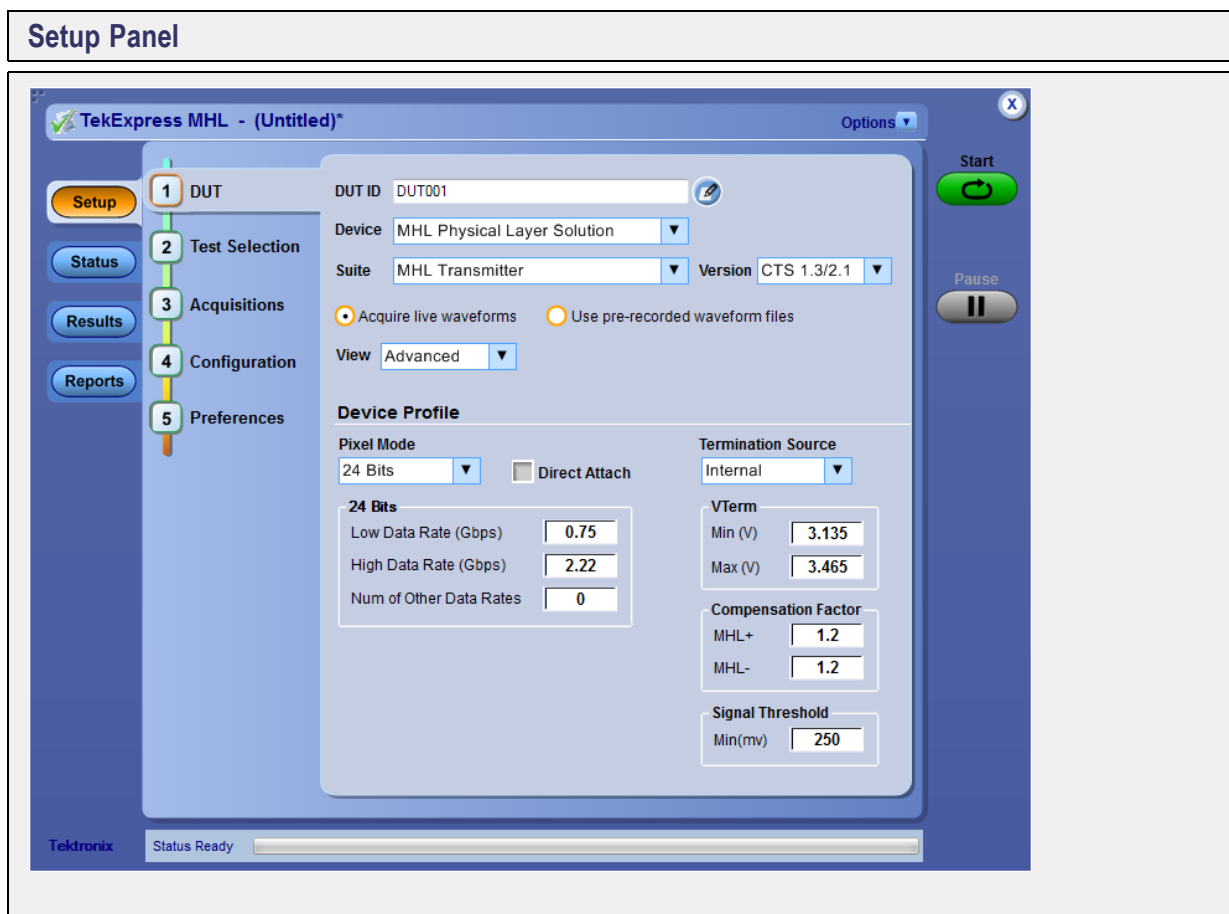 Setup Panel
TekExpress MHL - (Untitled)*
Options
X
Setup
Status
Results
Reports
1 DUT
2 Test Selection
3 Acquisitions
4 Configuration
5 Preferences
DUT ID DUT001
Device MHL Physical Layer Solution
Suite MHL Transmitter Version CTS 1.3/2.1
Acquire live waveforms Use pre-recorded waveform files
View Advanced
Device Profile
Pixel Mode
24 Bits
Direct Attach
24 Bits
Low Data Rate (Gbps) 0.75
High Data Rate (Gbps) 2.22
Num of Other Data Rates 0
Termination Source
Internal
VTerm
Min (V) 3.135
Max (V) 3.465
Compensation Factor
MHL+ 1.2
MHL- 1.2
Signal Threshold
Min(mv) 250
Start
Pause
Tektronix
Status Ready